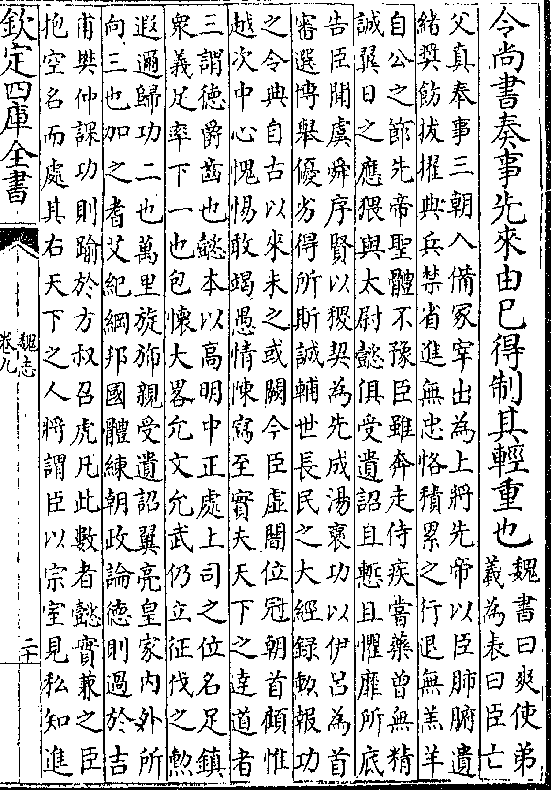 令尚書奏事先來由已得制其輕重也
魏書曰爽使弟
義為表曰臣亡
父真奉事三朝入備冢宰出為上將先帝以臣肺腑遺
緒奬飭拔擢典兵禁省進無忠恪積累之行退無羔羊
自公之節先帝聖體不豫臣雖奔走侍疾嘗藥曾無精
誠翼日之應猥與太尉懿俱受遺詔且慙且懼靡所底
告臣聞虞舜序賢以稷契為先成湯褒功以伊吕為首
審選博舉優劣得所斯誠輔世長民之大經録勲報功
之令典自古以來未之或闕今臣虛闇位冠朝首顧惟
越次中心愧惕敢竭愚情陳寫至實夫天下之達道者
三謂徳爵齒也懿本以高明中正處上司之位名足鎮
衆義足率下一也包懷大畧允文允武仍立征伐之勲
遐邇歸功二也萬里旋斾親受遺詔翼亮皇家内外所
向三也加之耆艾紀綱邦國體練朝政論徳則過於吉
甫樊仲課功則踰於方叔召虎凡此數者懿實兼之臣
抱空名而處其右天下之人將謂臣以宗室見私知進
欽定四庫全書
魏志
卷九
二十